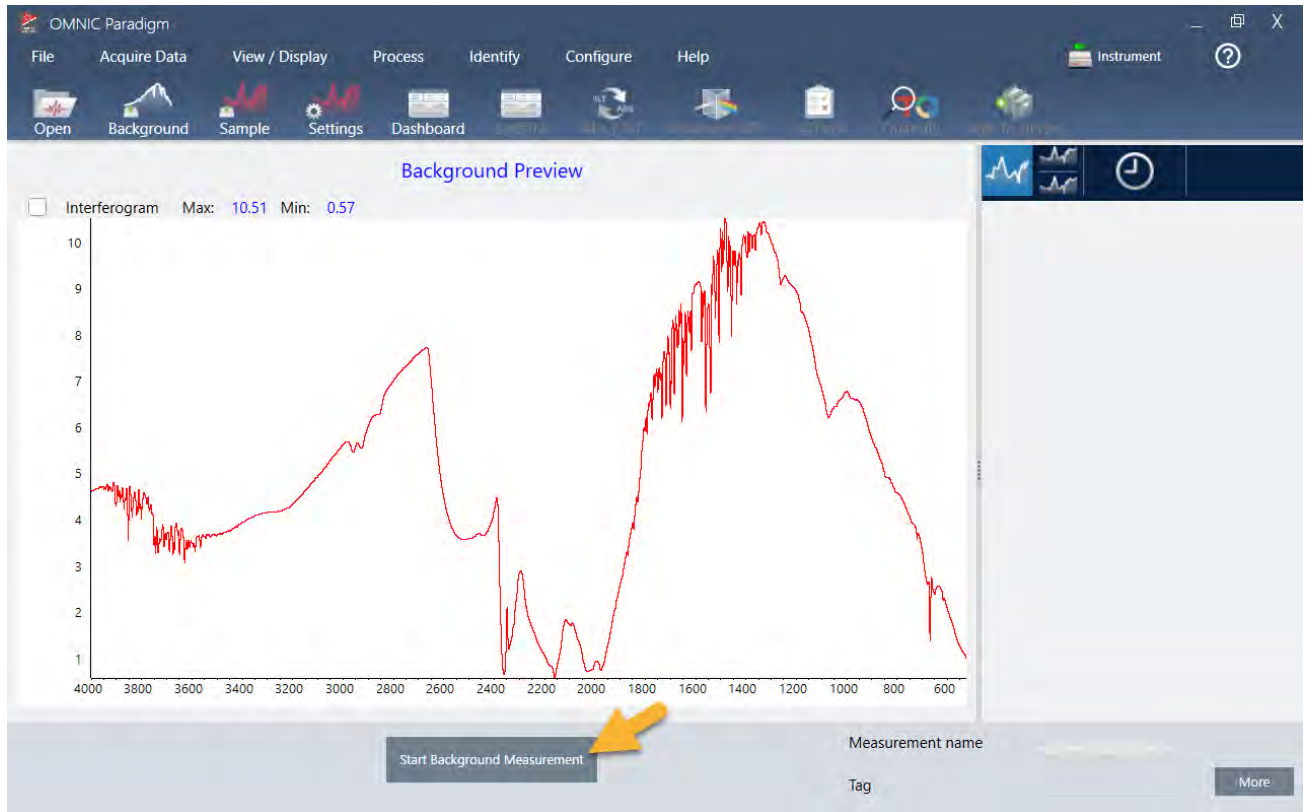 OMNIC Paradigm
File Acquire Data View / Display Process Identify Configure Help Instrument
Open Background Sample Settings Dashboard
Background Preview
Interferogram Max: 10.51 Min: 0.57
10
9
8
7
6
5
4
3
2
1
4000 3800 3600 3400 3200 3000 2800 2600 2400 2200 2000 1800 1600 1400 1200 1000 800 600
Start Background Measurement
Measurement name
Tag
More